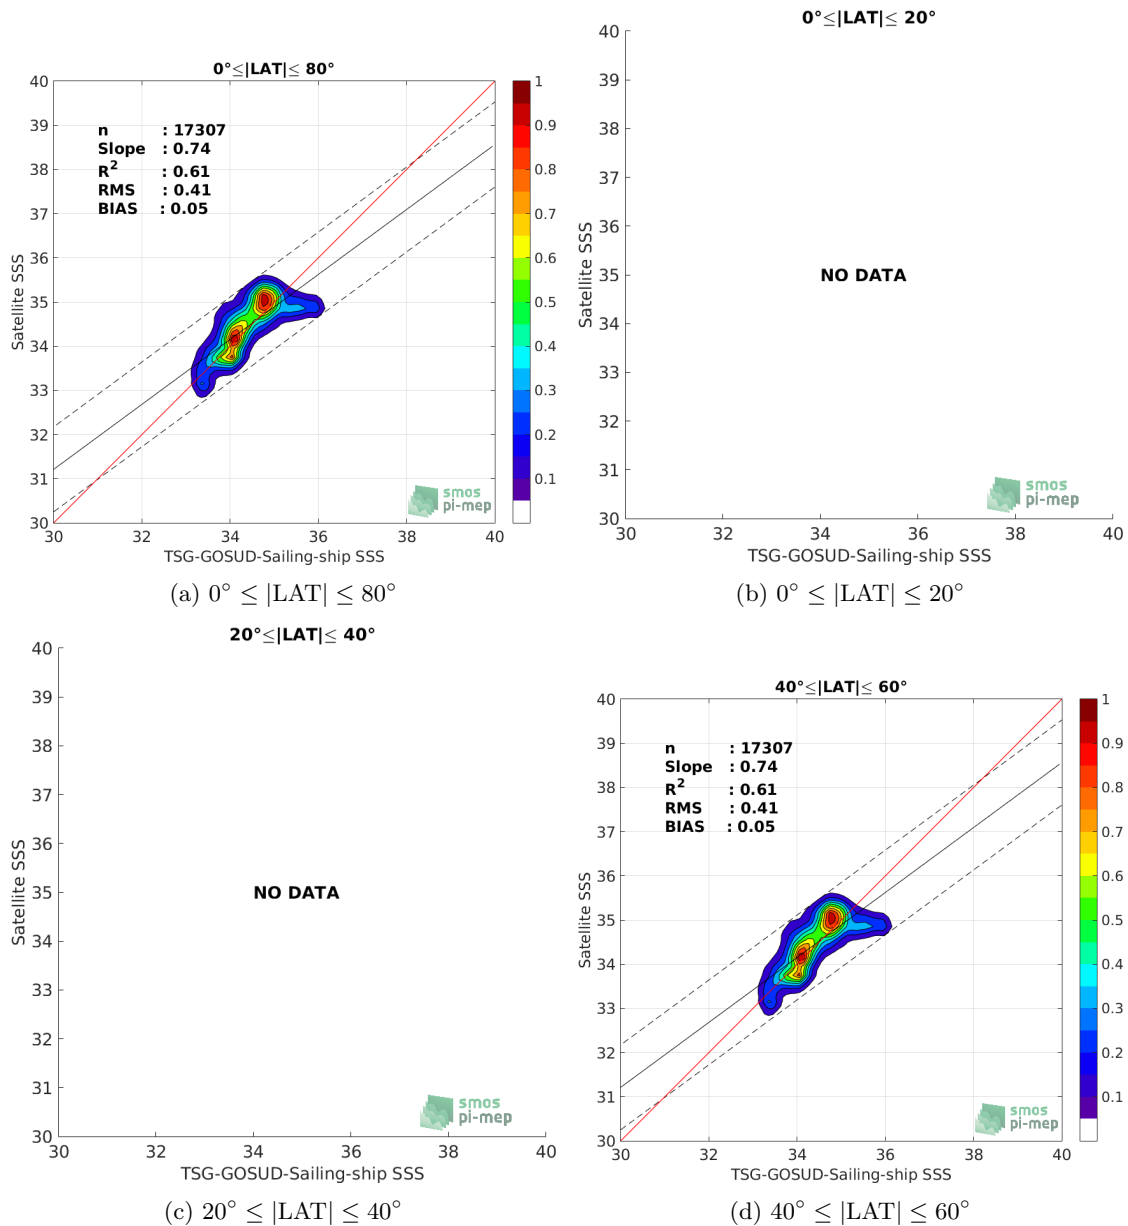 0°≤|LAT|≤ 80°
40
39
38
37
36
35
34
33
32
31
30
Satellite SSS
n : 17307
Slope : 0.74
R² : 0.61
RMS : 0.41
BIAS : 0.05
1
0.9
0.8
0.7
0.6
0.5
0.4
0.3
0.2
0.1
smos
pi-mep
30 32 34 36 38 40
TSG-GOSUD-Sailing-ship SSS
(a) 0° ≤ |LAT| ≤ 80°
0°≤|LAT|≤ 20°
40
39
38
37
36
35
34
33
32
31
30
Satellite SSS
NO DATA
smos
pi-mep
30 32 34 36 38 40
TSG-GOSUD-Sailing-ship SSS
(b) 0° ≤ |LAT| ≤ 20°
20°≤|LAT|≤ 40°
40
39
38
37
36
35
34
33
32
31
30
Satellite SSS
NO DATA
smos
pi-mep
30 32 34 36 38 40
TSG-GOSUD-Sailing-ship SSS
(c) 20° ≤ |LAT| ≤ 40°
40°≤|LAT|≤ 60°
40
39
38
37
36
35
34
33
32
31
30
Satellite SSS
n : 17307
Slope : 0.74
R² : 0.61
RMS : 0.41
BIAS : 0.05
1
0.9
0.8
0.7
0.6
0.5
0.4
0.3
0.2
0.1
smos
pi-mep
30 32 34 36 38 40
TSG-GOSUD-Sailing-ship SSS
(d) 40° ≤ |LAT| ≤ 60°